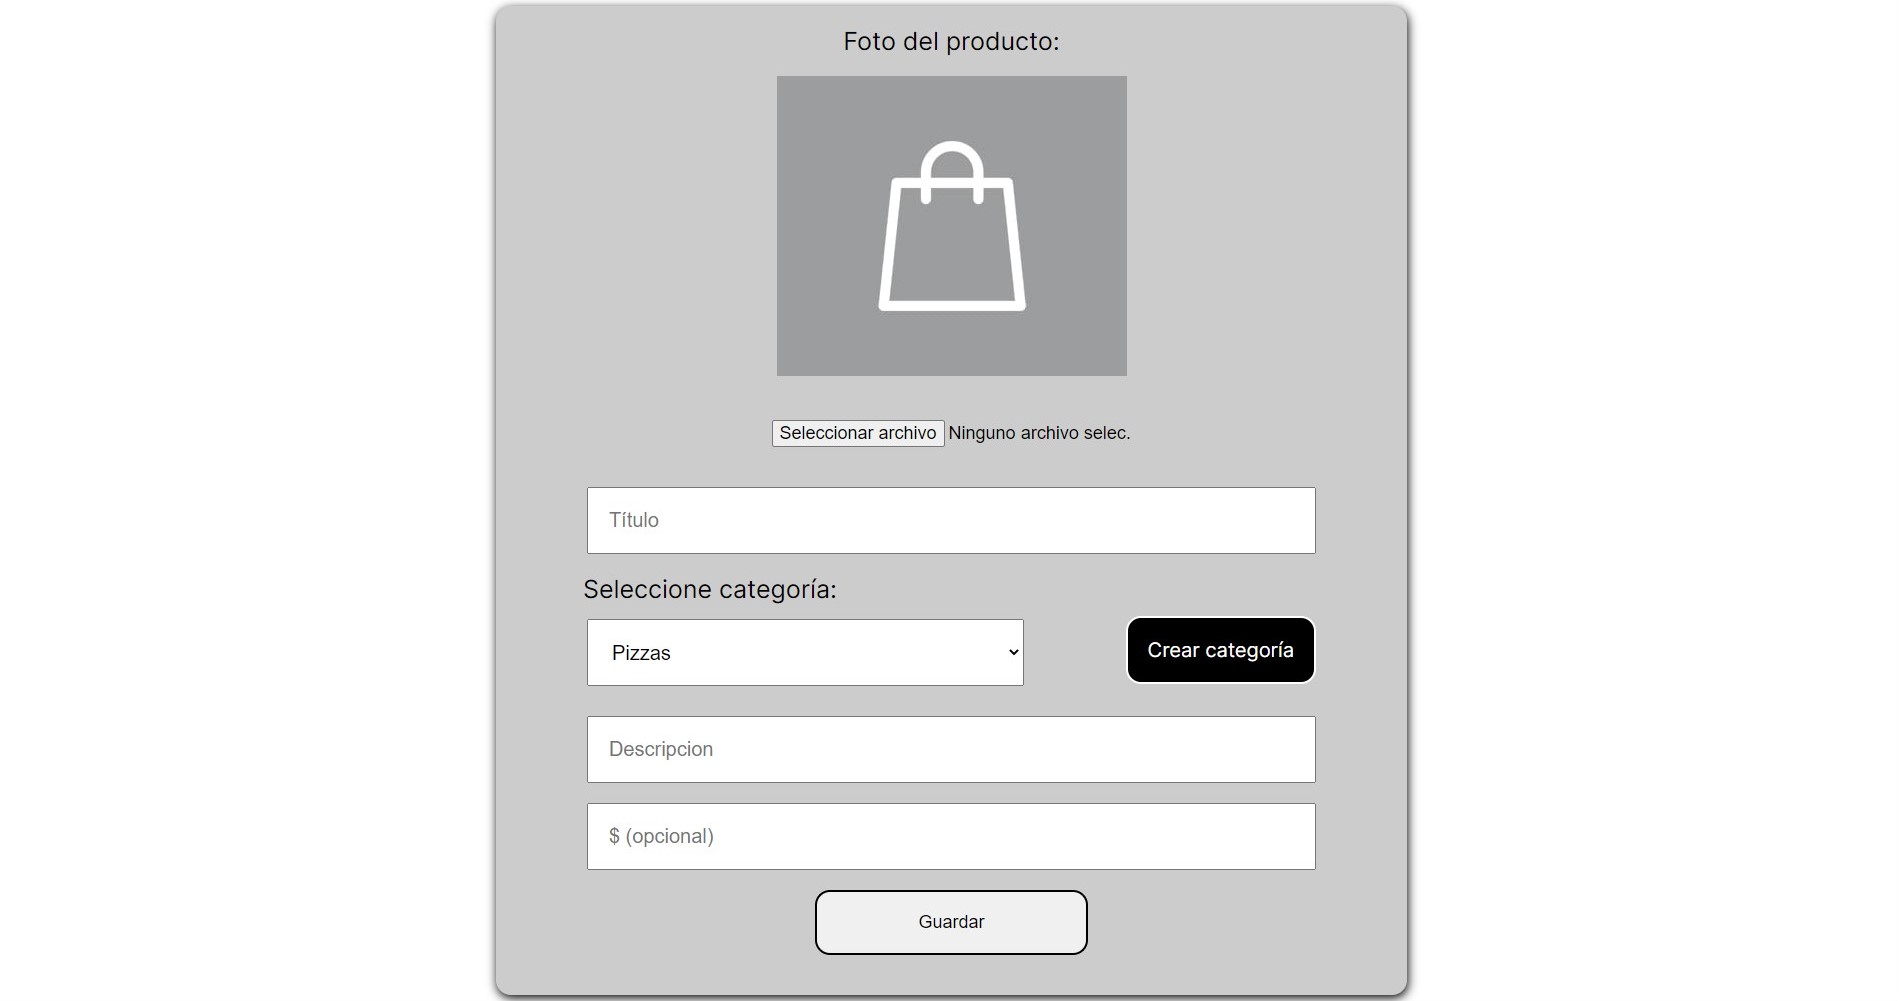 Foto del producto:
Seleccionar archivo Ninguno archivo selec.
Título
Seleccione categoría:
Pizzas
Crear categoría
Descripcion
$ (opcional)
Guardar